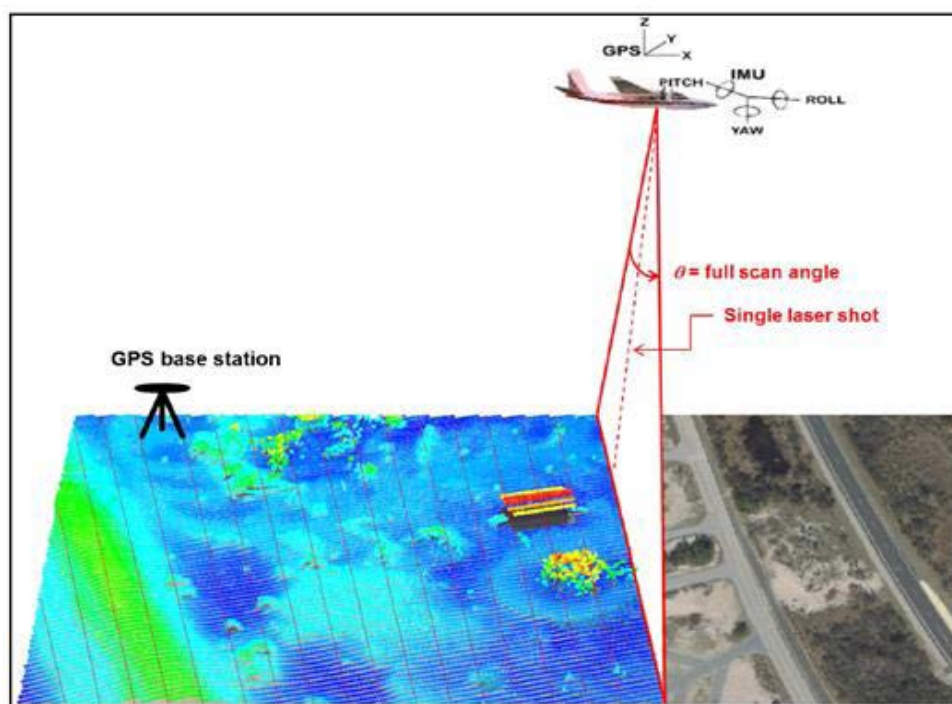 Z
Y
GPS
X
PITCH
IMU
ROLL
YAW
θ = full scan angle
Single laser shot
GPS base station